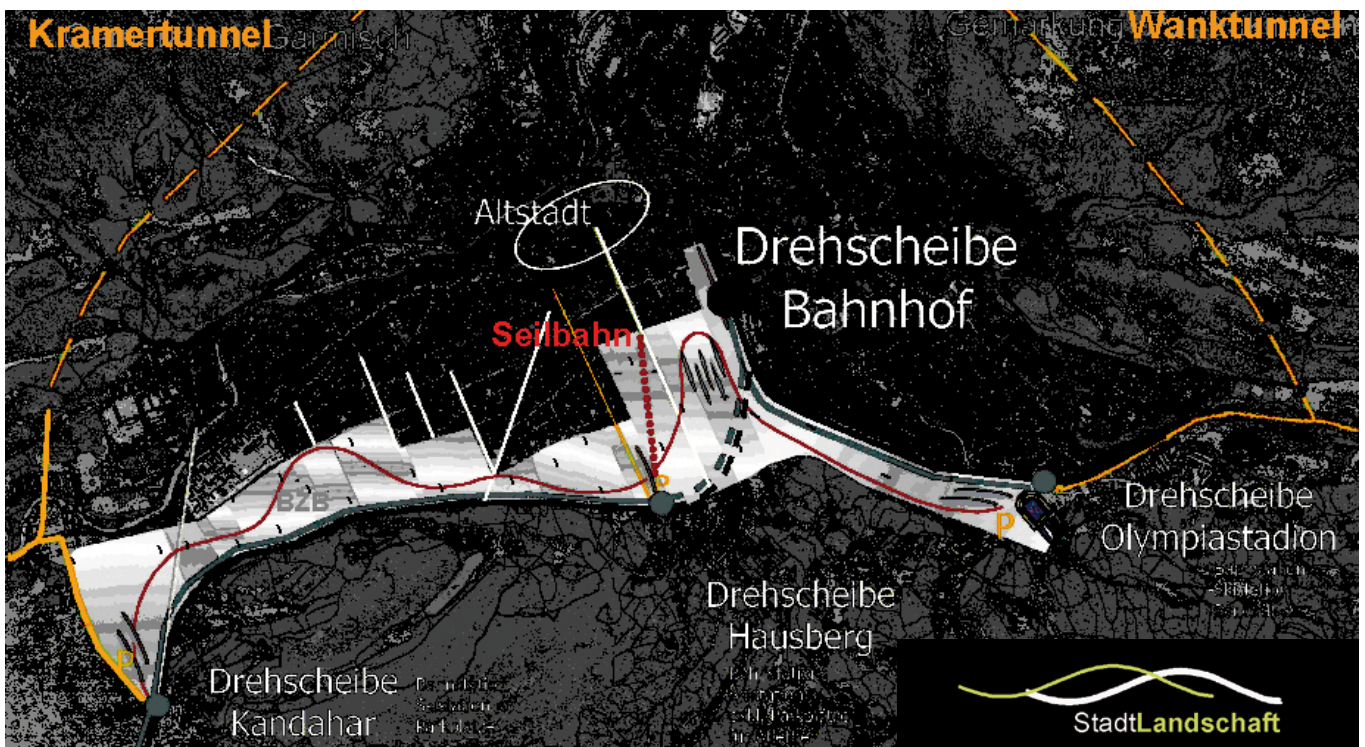 Kramertunnel
Garmisch
Gemarkung
Wanktunnel
Altstadt
Drehscheibe
Bahnhof
Seilbahn
P
BZB
Drehscheibe
Olympiastadion
P
Drehscheibe
Hausberg
P
Drehscheibe
Kandahar
StadtLandschaft